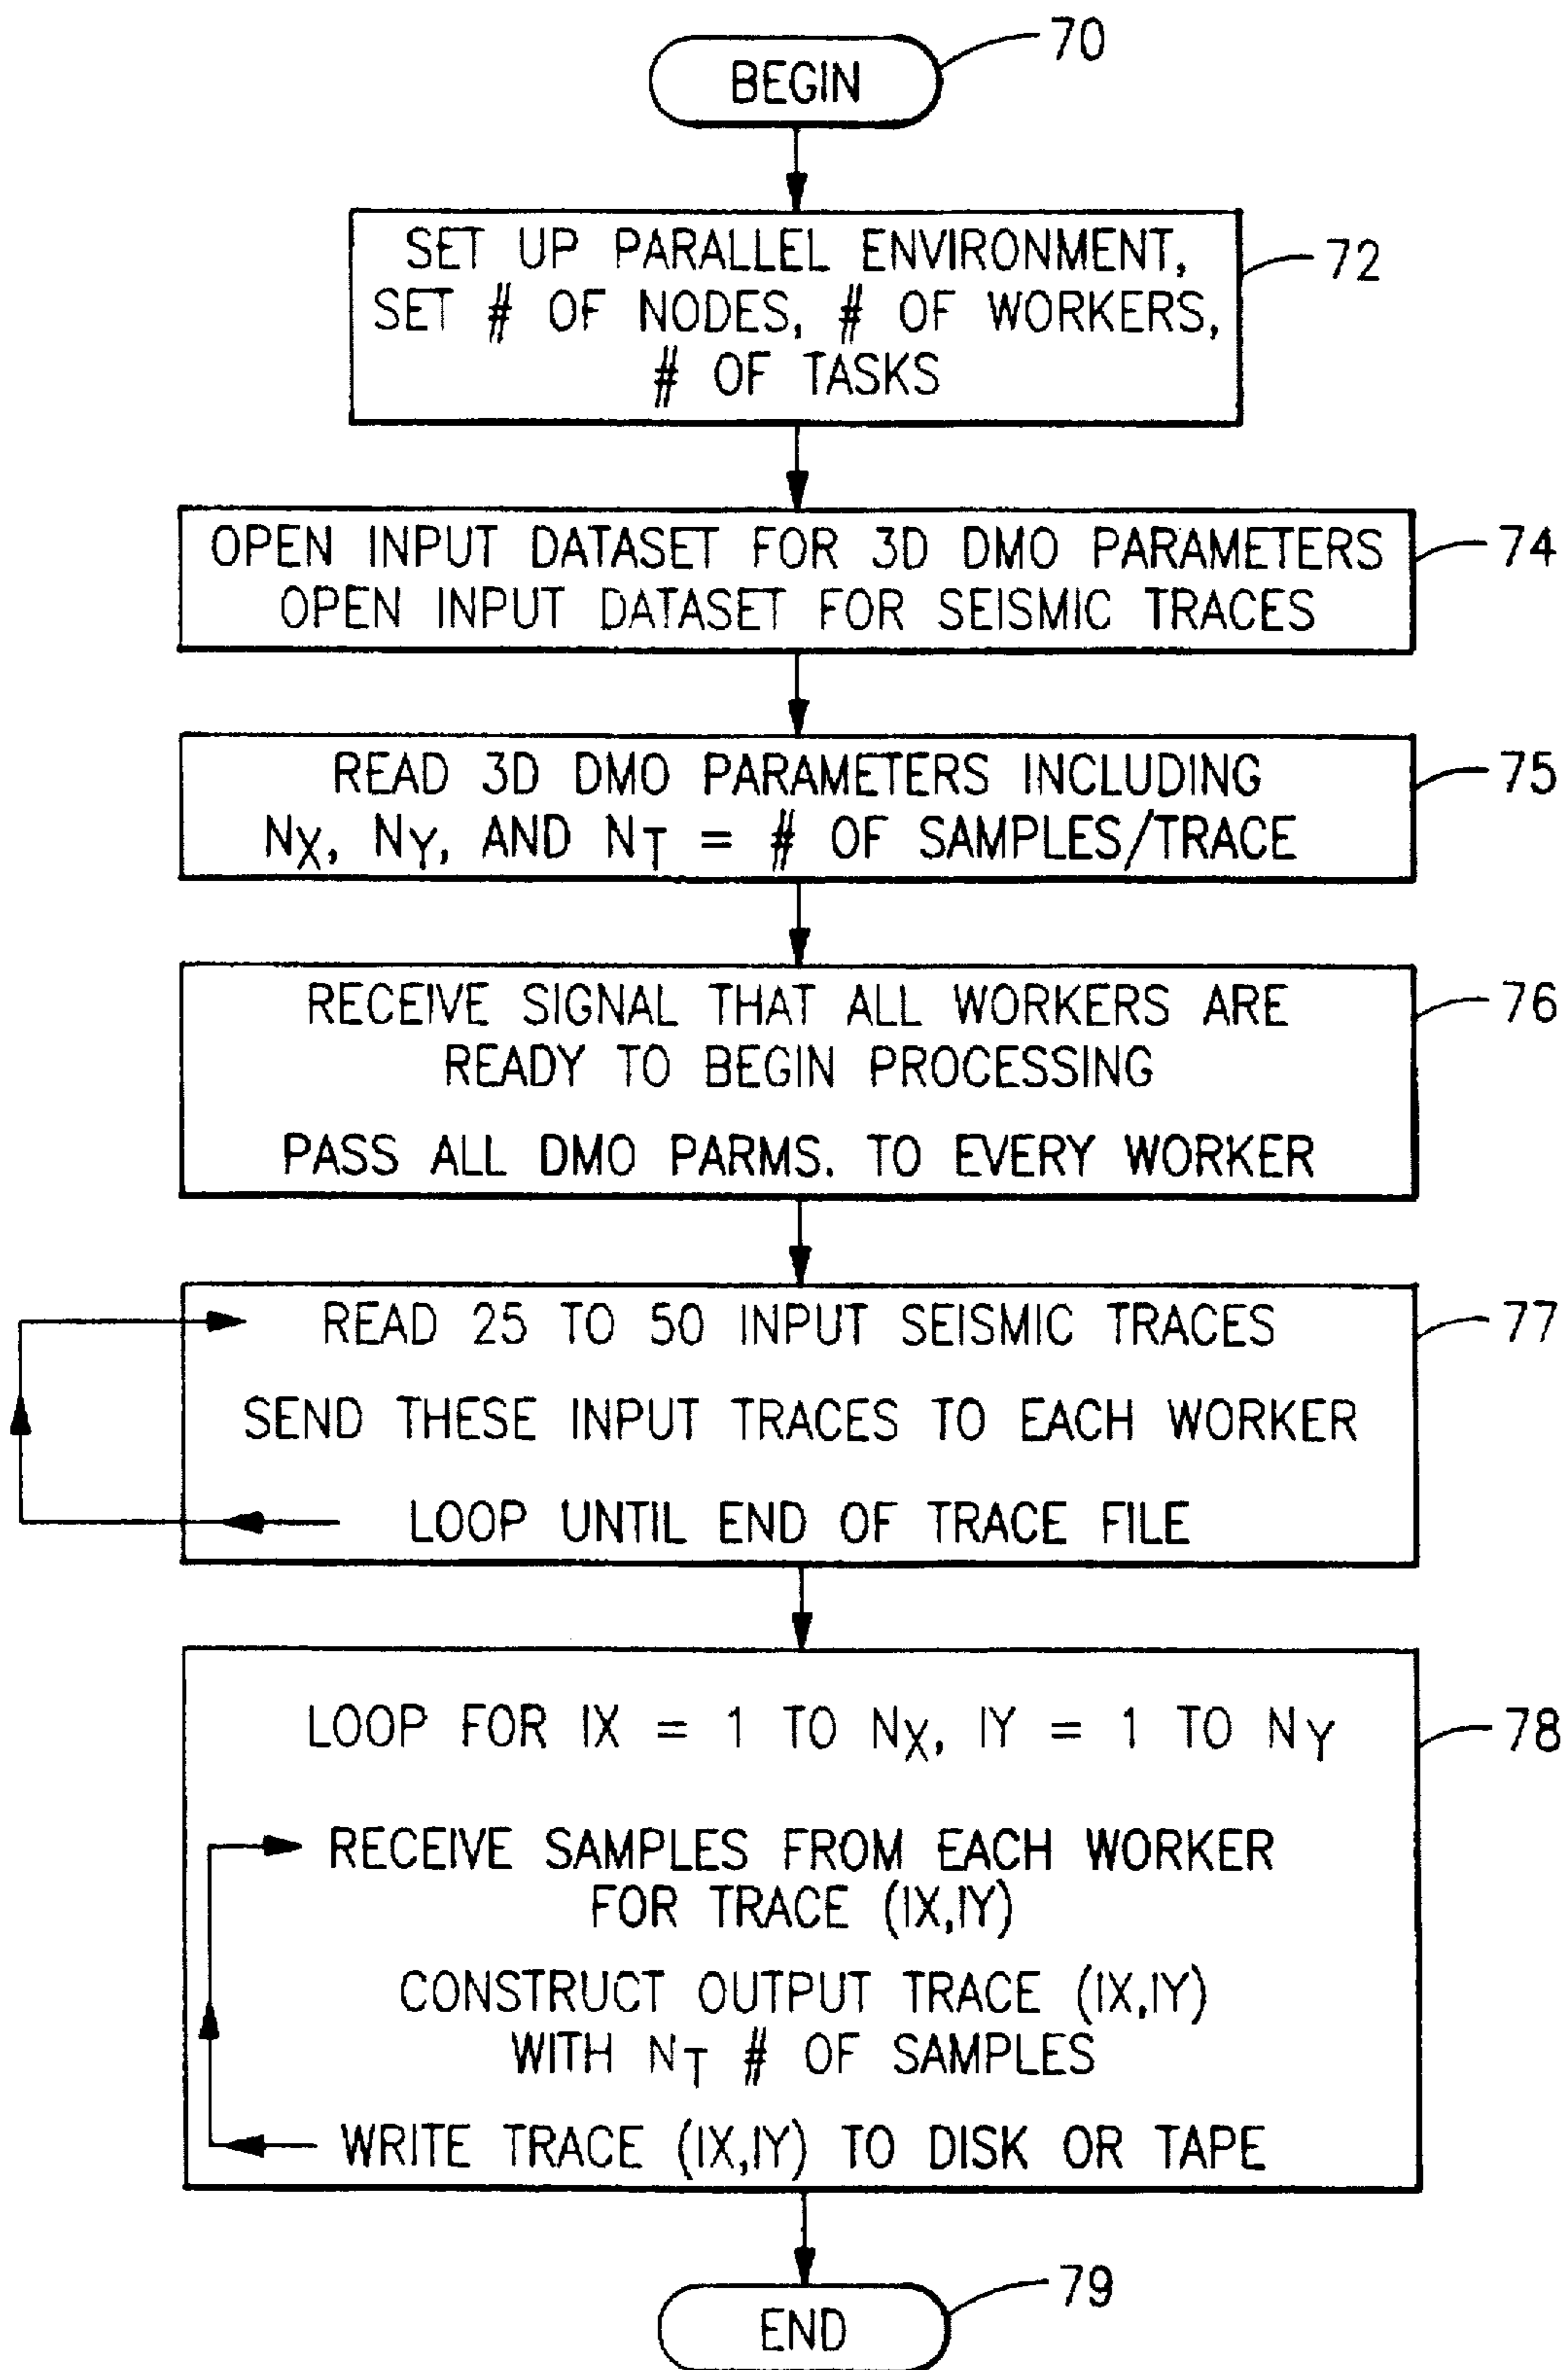 BEGIN
70
SET UP PARALLEL ENVIRONMENT,
SET # OF NODES, # OF WORKERS,
# OF TASKS
72
OPEN INPUT DATASET FOR 3D DMO PARAMETERS
OPEN INPUT DATASET FOR SEISMIC TRACES
74
READ 3D DMO PARAMETERS INCLUDING
NX, NY, AND NT = # OF SAMPLES/TRACE
75
RECEIVE SIGNAL THAT ALL WORKERS ARE
READY TO BEGIN PROCESSING
PASS ALL DMO PARMS. TO EVERY WORKER
76
READ 25 TO 50 INPUT SEISMIC TRACES
SEND THESE INPUT TRACES TO EACH WORKER
LOOP UNTIL END OF TRACE FILE
77
LOOP FOR IX = 1 TO NX, IY = 1 TO NY
RECEIVE SAMPLES FROM EACH WORKER
FOR TRACE (IX,IY)
CONSTRUCT OUTPUT TRACE (IX,IY)
WITH NT # OF SAMPLES
WRITE TRACE (IX,IY) TO DISK OR TAPE
78
END
79